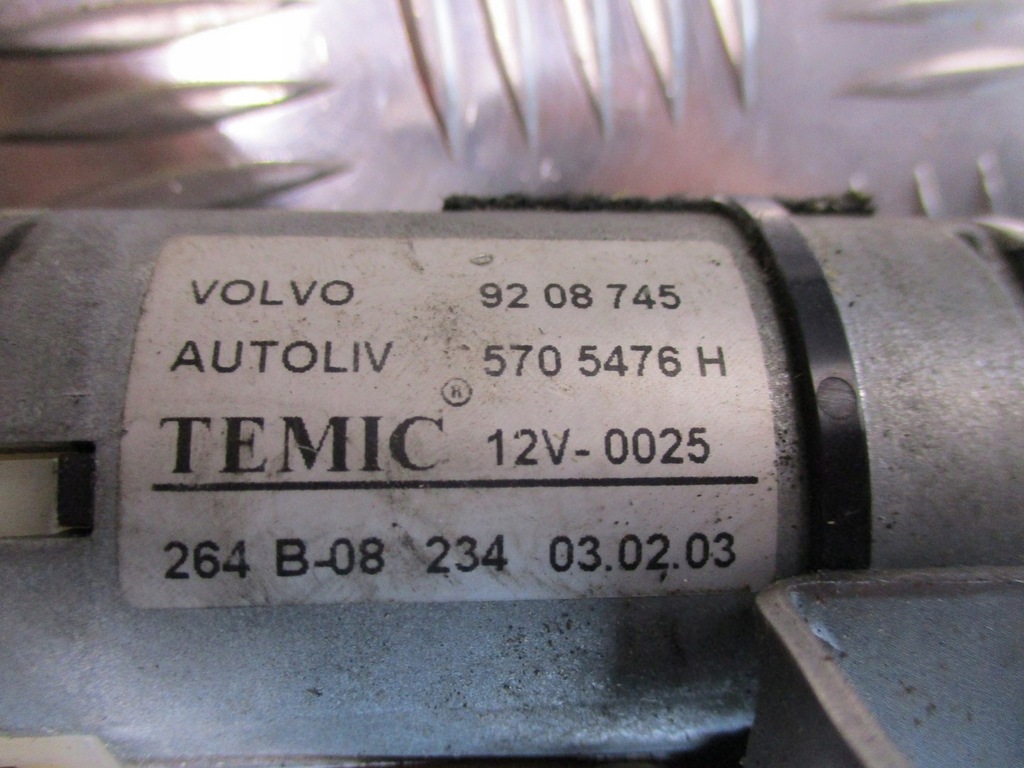 VOLVO 92 08 745
AUTOLIV 570 5476 H
TEMIC® 12V-0025
264 B-08 234 03.02.03